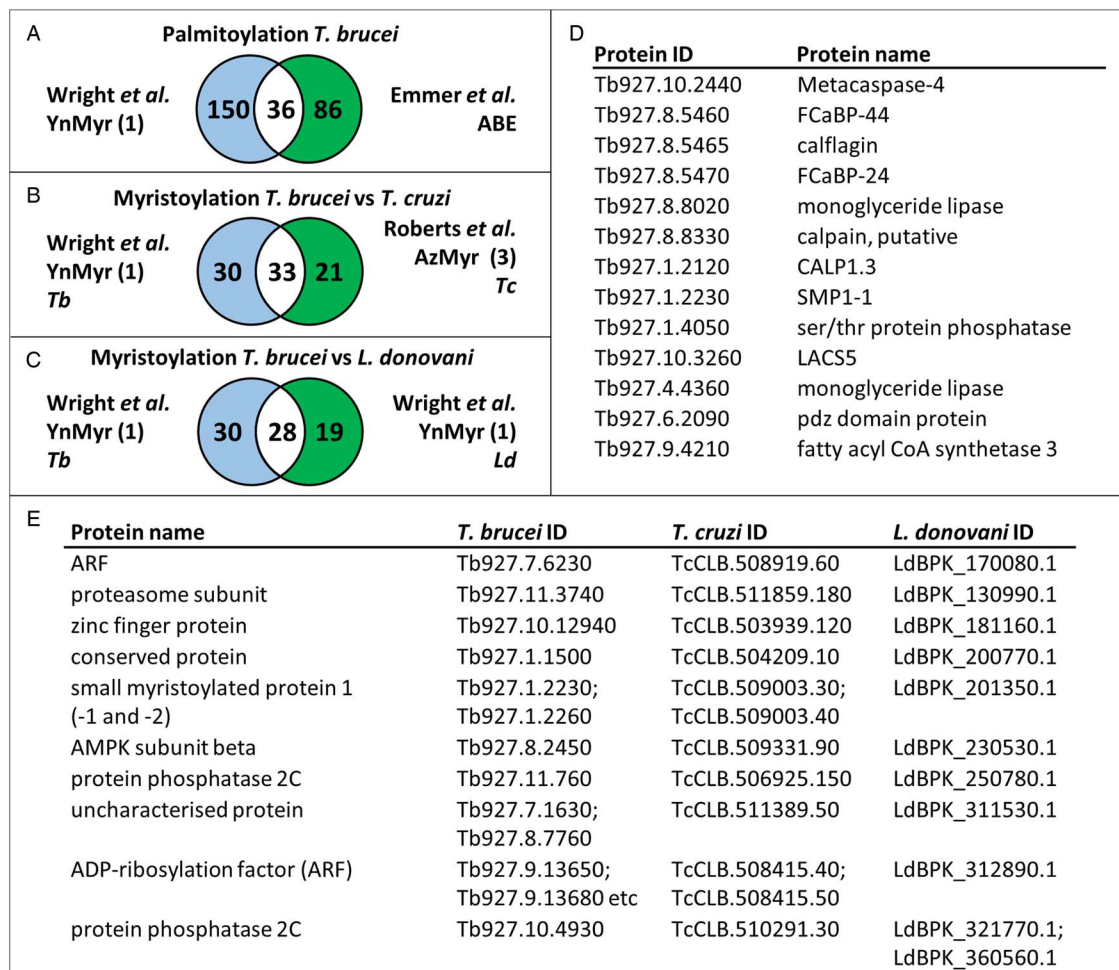 A
Palmitoylation T. brucei
Wright et al.
YnMyr (1)
150 36 86
Emmer et al.
ABE
B
Myristoylation T. brucei vs T. cruzi
Wright et al.
YnMyr (1)
Tb
30 33 21
Roberts et al.
AzMyr (3)
Tc
C
Myristoylation T. brucei vs L. donovani
Wright et al.
YnMyr (1)
Tb
30 28 19
Wright et al.
YnMyr (1)
Ld
D
Protein ID Protein name
Tb927.10.2440 Metacaspase-4
Tb927.8.5460 FCaBP-44
Tb927.8.5465 calflagin
Tb927.8.5470 FCaBP-24
Tb927.8.8020 monoglyceride lipase
Tb927.8.8330 calpain, putative
Tb927.1.2120 CALP1.3
Tb927.1.2230 SMP1-1
Tb927.1.4050 ser/thr protein phosphatase
Tb927.10.3260 LACS5
Tb927.4.4360 monoglyceride lipase
Tb927.6.2090 pdz domain protein
Tb927.9.4210 fatty acyl CoA synthetase 3
E
Protein name T. brucei ID T. cruzi ID L. donovani ID
ARF Tb927.7.6230 TcCLB.508919.60 LdBPK_170080.1
proteasome subunit Tb927.11.3740 TcCLB.511859.180 LdBPK_130990.1
zinc finger protein Tb927.10.12940 TcCLB.503939.120 LdBPK_181160.1
conserved protein Tb927.1.1500 TcCLB.504209.10 LdBPK_200770.1
small myristoylated protein 1 Tb927.1.2230; TcCLB.509003.30; LdBPK_201350.1
(-1 and -2) Tb927.1.2260 TcCLB.509003.40
AMPK subunit beta Tb927.8.2450 TcCLB.509331.90 LdBPK_230530.1
protein phosphatase 2C Tb927.11.760 TcCLB.506925.150 LdBPK_250780.1
uncharacterised protein Tb927.7.1630; TcCLB.511389.50 LdBPK_311530.1
Tb927.8.7760
ADP-ribosylation factor (ARF) Tb927.9.13650; TcCLB.508415.40; LdBPK_312890.1
Tb927.9.13680 etc TcCLB.508415.50
protein phosphatase 2C Tb927.10.4930 TcCLB.510291.30 LdBPK_321770.1;
LdBPK_360560.1